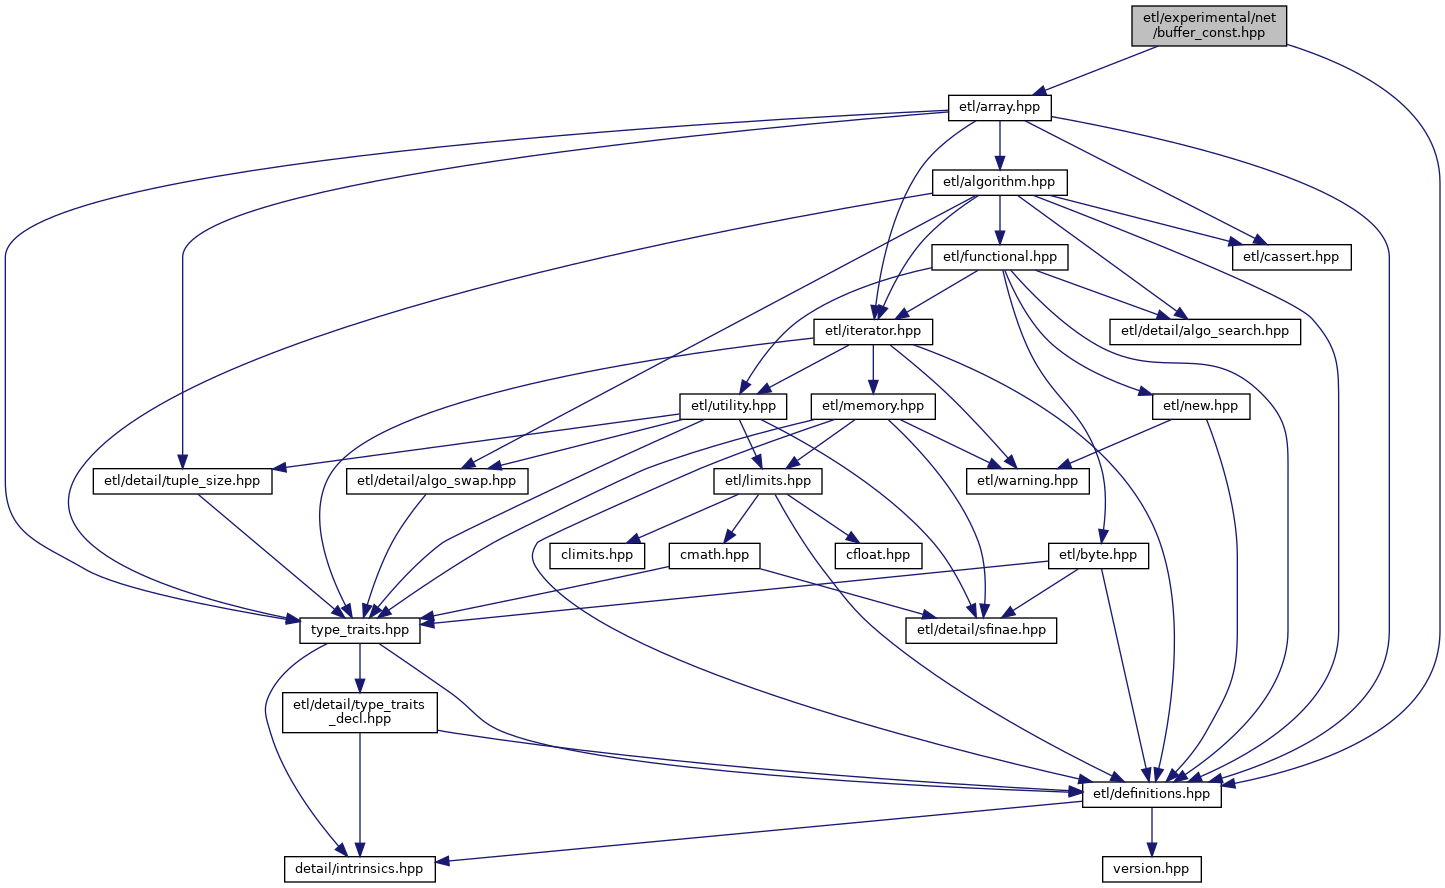 etl/experimental/net
/buffer_const.hpp
etl/array.hpp
etl/algorithm.hpp
etl/functional.hpp
etl/cassert.hpp
etl/iterator.hpp
etl/detail/algo_search.hpp
etl/utility.hpp
etl/memory.hpp
etl/new.hpp
etl/detail/tuple_size.hpp
etl/detail/algo_swap.hpp
etl/limits.hpp
etl/warning.hpp
climits.hpp
cmath.hpp
cfloat.hpp
etl/byte.hpp
type_traits.hpp
etl/detail/sfinae.hpp
etl/detail/type_traits
_decl.hpp
etl/definitions.hpp
detail/intrinsics.hpp
version.hpp